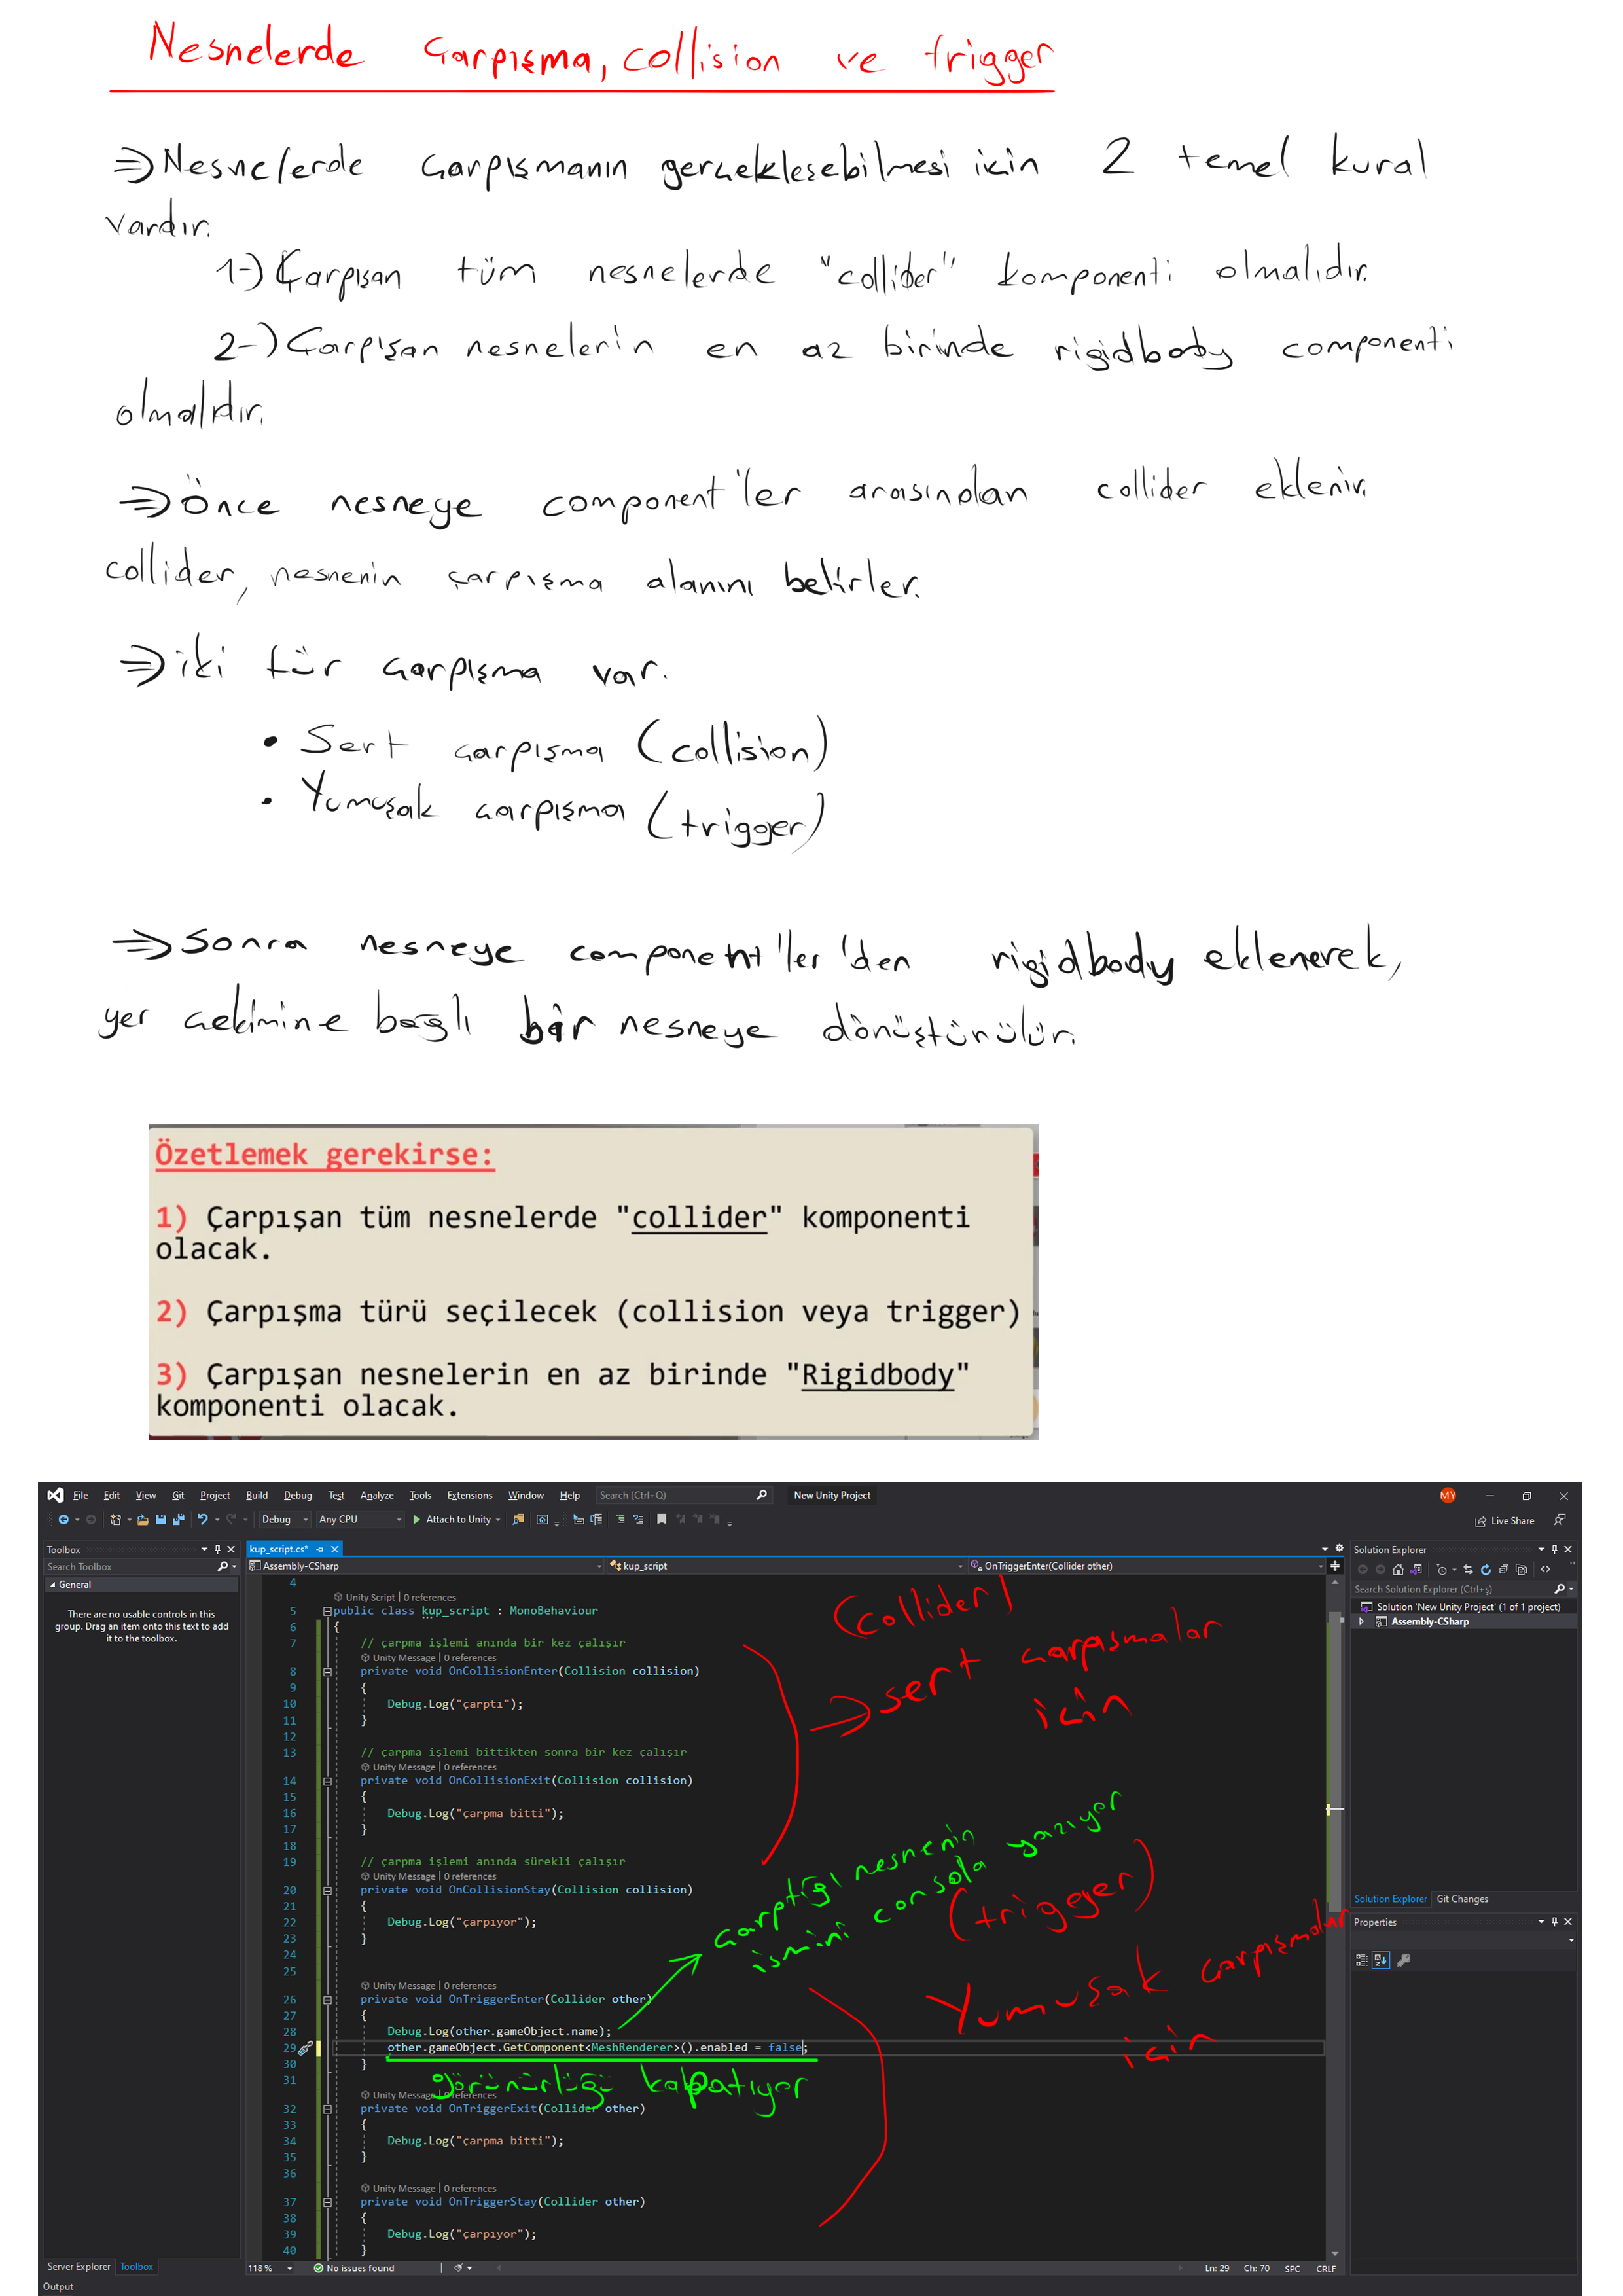 Nesnelerde Çarpışma, collision ve trigger
⇒ Nesnelerde çarpışmanın gerçekleşebilmesi için 2 temel kural
vardır.
1-) Çarpışan tüm nesnelerde "collider" komponenti olmalıdır.
2-) Çarpışan nesnelerin en az birinde rigidbody componenti
olmalıdır.
⇒ Önce nesneye component'ler arasından collider eklenir.
collider, nesnenin çarpışma alanını belirler.
⇒ iki tür çarpışma var.
• Sert çarpışma (collision)
• Yumuşak çarpışma (trigger)
⇒ Sonra nesneye component'ler'den rigidbody eklenerek,
yer çekimine bağlı bir nesneye dönüştürülür.
Özetlemek gerekirse:
1) Çarpışan tüm nesnelerde "collider" komponenti
olacak.
2) Çarpışma türü seçilecek (collision veya trigger)
3) Çarpışan nesnelerin en az birinde "Rigidbody"
komponenti olacak.
File Edit View Git Project Build Debug Test Analyze Tools Extensions Window Help Search (Ctrl+Q) New Unity Project MY
Debug Any CPU Attach to Unity Live Share
Toolbox
Search Toolbox
General
There are no usable controls in this
group. Drag an item onto this text to add
it to the toolbox.
kup_script.cs*
Assembly-CSharp kup_script OnTriggerEnter(Collider other)
4
Unity Script | 0 references
5 public class kup_script : MonoBehaviour
6 {
7 // çarpma işlemi anında bir kez çalışır
Unity Message | 0 references
8 private void OnCollisionEnter(Collision collision)
9 {
10 Debug.Log("çarptı");
11 }
12
13 // çarpma işlemi bittikten sonra bir kez çalışır
Unity Message | 0 references
14 private void OnCollisionExit(Collision collision)
15 {
16 Debug.Log("çarpma bitti");
17 }
18
19 // çarpma işlemi anında sürekli çalışır
Unity Message | 0 references
20 private void OnCollisionStay(Collision collision)
21 {
22 Debug.Log("çarpıyor");
23 }
24
25
Unity Message | 0 references
26 private void OnTriggerEnter(Collider other)
27 {
28 Debug.Log(other.gameObject.name);
29 other.gameObject.GetComponent<MeshRenderer>().enabled = false;
30 }
31
Unity Message | 0 references
32 private void OnTriggerExit(Collider other)
33 {
34 Debug.Log("çarpma bitti");
35 }
36
Unity Message | 0 references
37 private void OnTriggerStay(Collider other)
38 {
39 Debug.Log("çarpıyor");
40 }
(collider)
⇒ sert çarpışmalar
için
çarptığı nesnenin
ismini consola yazıyor
(trigger)
Yumuşak çarpışmalar
için
görünürlüğü kapatıyor
Solution Explorer
Search Solution Explorer (Ctrl+ş)
Solution 'New Unity Project' (1 of 1 project)
Assembly-CSharp
Solution Explorer Git Changes
Properties
Server Explorer Toolbox
118 % No issues found Ln: 29 Ch: 70 SPC CRLF
Output